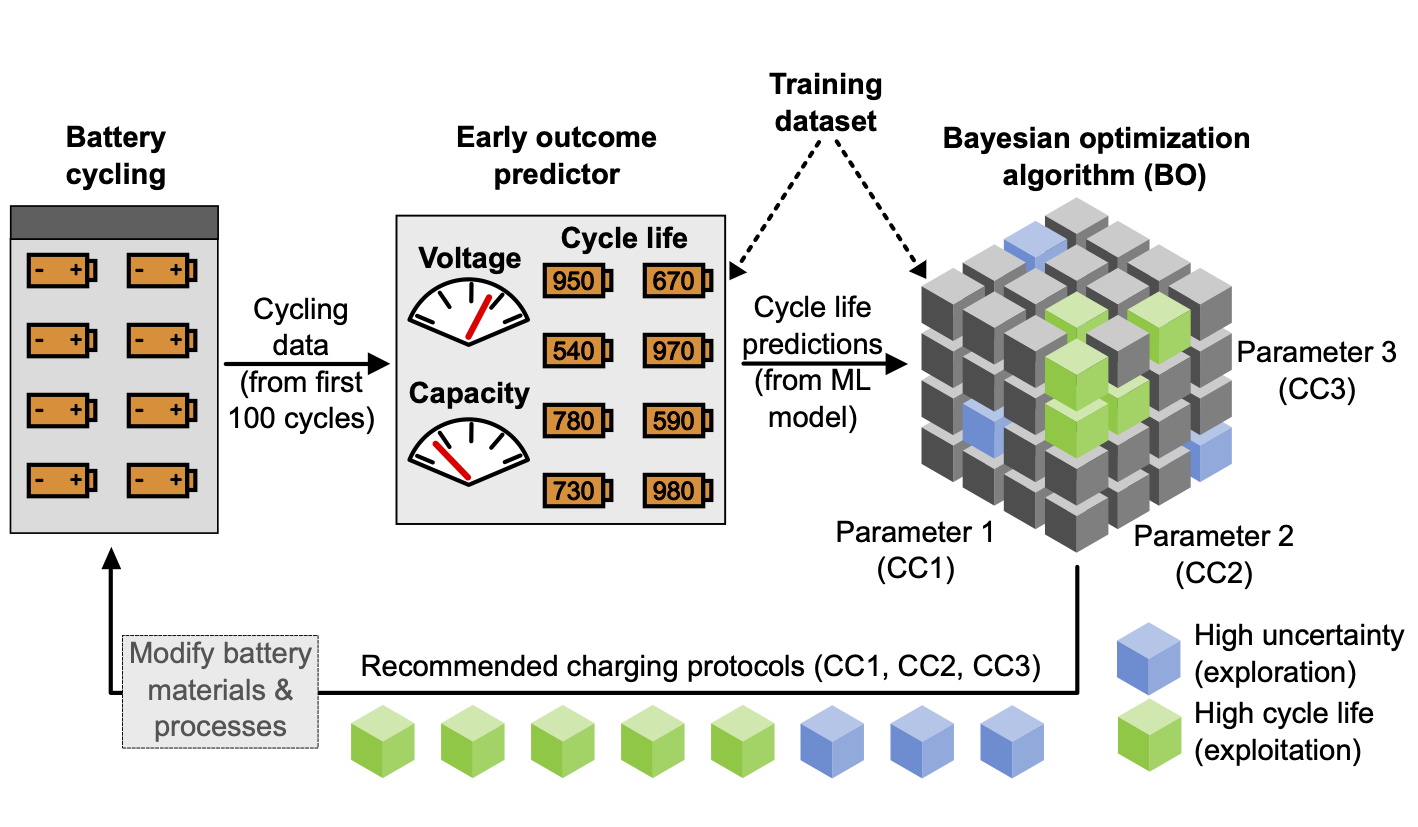 Training
dataset
Battery
cycling
Early outcome
predictor
Bayesian optimization
algorithm (BO)
- +
- +
- +
- +
- +
- +
- +
- +
Cycling
data
(from first
100 cycles)
Voltage
Capacity
Cycle life
950
670
540
970
780
590
730
980
Cycle life
predictions
(from ML
model)
Parameter 3
(CC3)
Parameter 1
(CC1)
Parameter 2
(CC2)
Modify battery
materials &
processes
Recommended charging protocols (CC1, CC2, CC3)
High uncertainty
(exploration)
High cycle life
(exploitation)